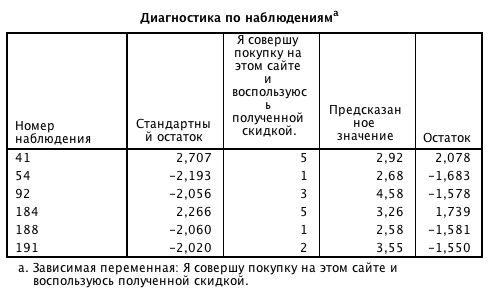 Диагностика по наблюдениямa
Номер наблюдения | Стандартный остаток | Я совершу покупку на этом сайте и воспользуюсь полученной скидкой. | Предсказанное значение | Остаток
41 2,707 5 2,92 2,078
54 -2,193 1 2,68 -1,683
92 -2,056 3 4,58 -1,578
184 2,266 5 3,26 1,739
188 -2,060 1 2,58 -1,581
191 -2,020 2 3,55 -1,550
a. Зависимая переменная: Я совершу покупку на этом сайте и
воспользуюсь полученной скидкой.